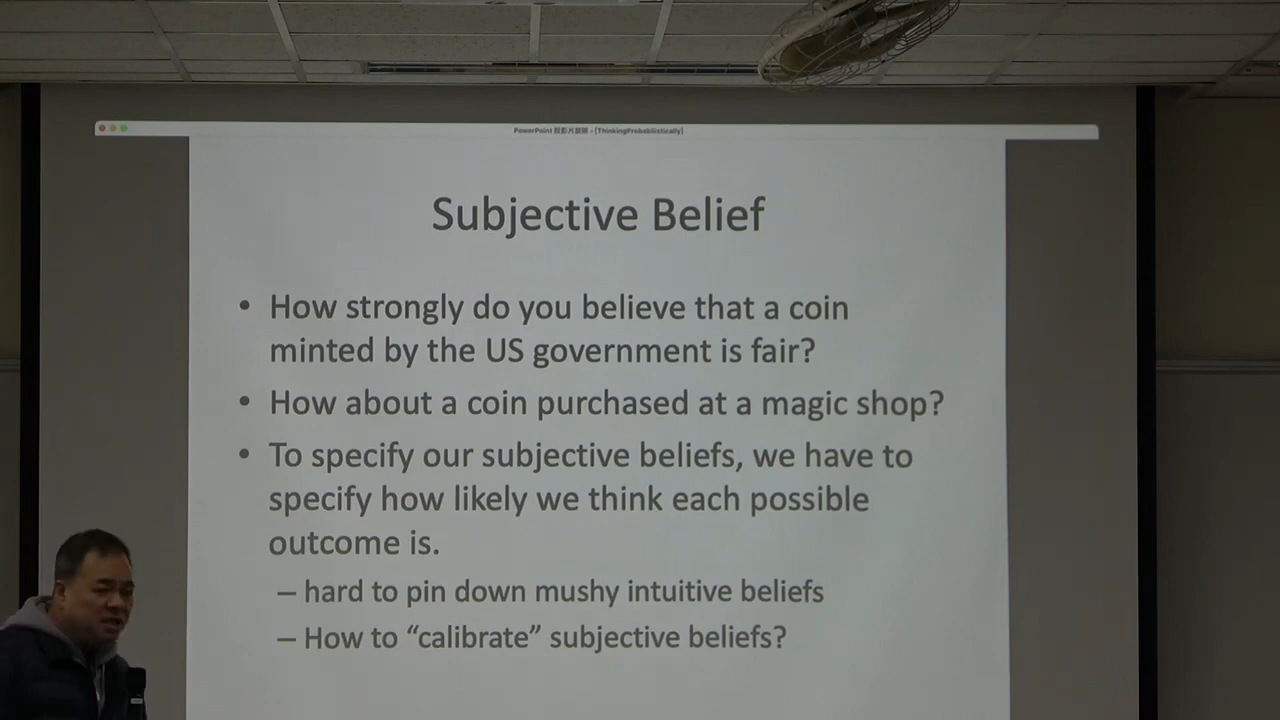 PowerPoint 投影片放映 - [ThinkingProbabilistically]
Subjective Belief
• How strongly do you believe that a coin
minted by the US government is fair?
• How about a coin purchased at a magic shop?
• To specify our subjective beliefs, we have to
specify how likely we think each possible
outcome is.
– hard to pin down mushy intuitive beliefs
– How to “calibrate” subjective beliefs?